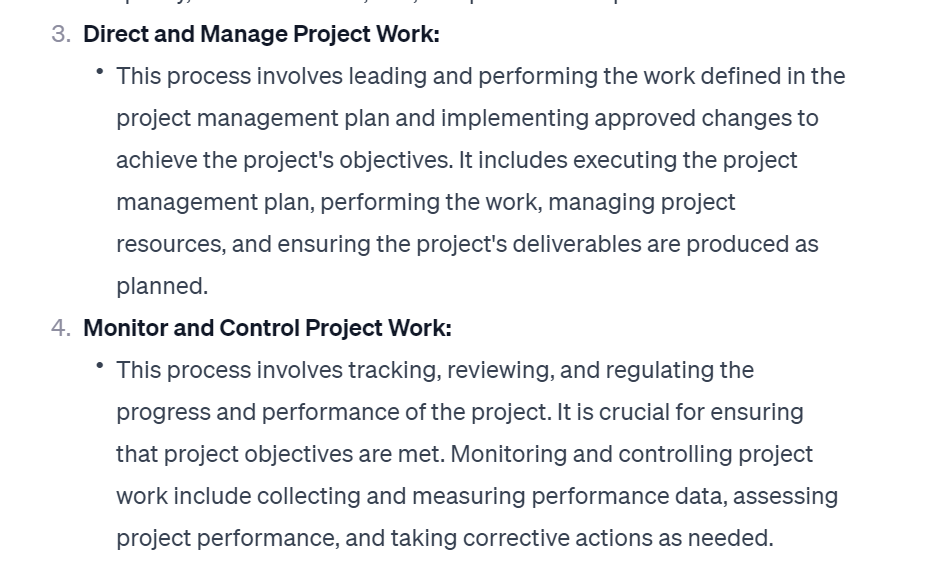 3. Direct and Manage Project Work:
• This process involves leading and performing the work defined in the
project management plan and implementing approved changes to
achieve the project's objectives. It includes executing the project
management plan, performing the work, managing project
resources, and ensuring the project's deliverables are produced as
planned.
4. Monitor and Control Project Work:
• This process involves tracking, reviewing, and regulating the
progress and performance of the project. It is crucial for ensuring
that project objectives are met. Monitoring and controlling project
work include collecting and measuring performance data, assessing
project performance, and taking corrective actions as needed.